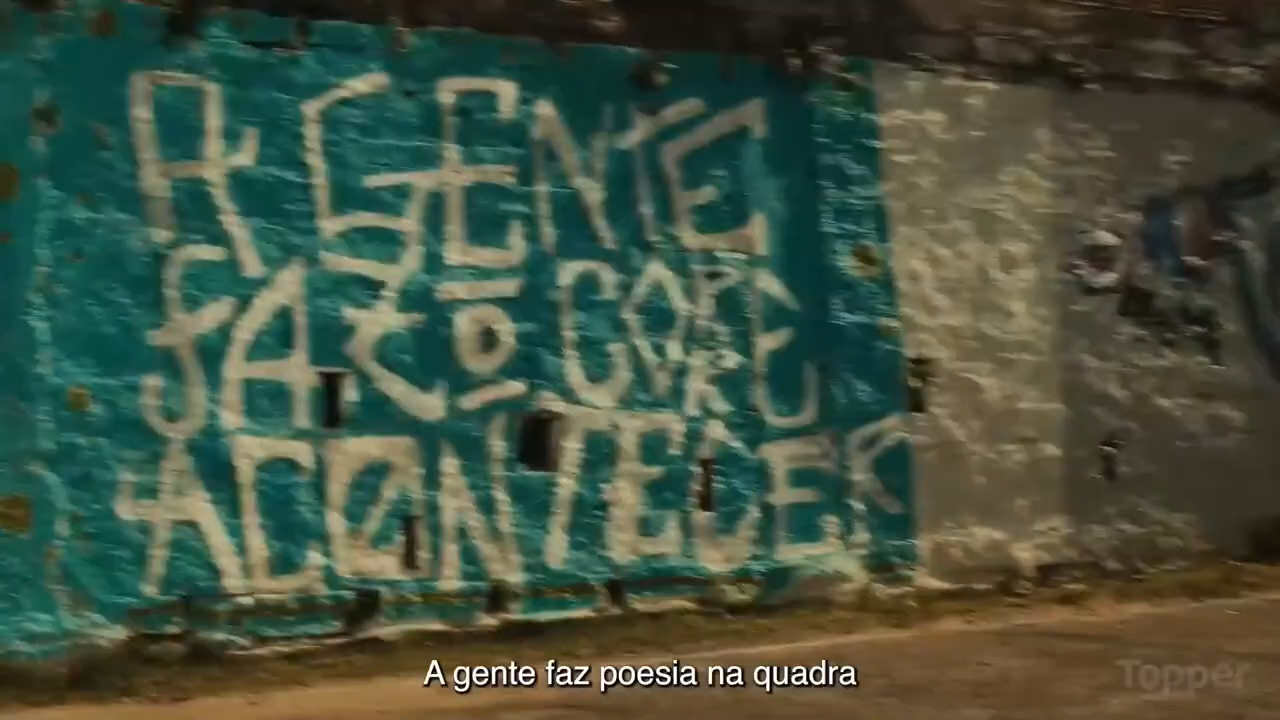 A GENTE
FAZ O CORRE
ACONTECER
A gente faz poesia na quadra
Topper